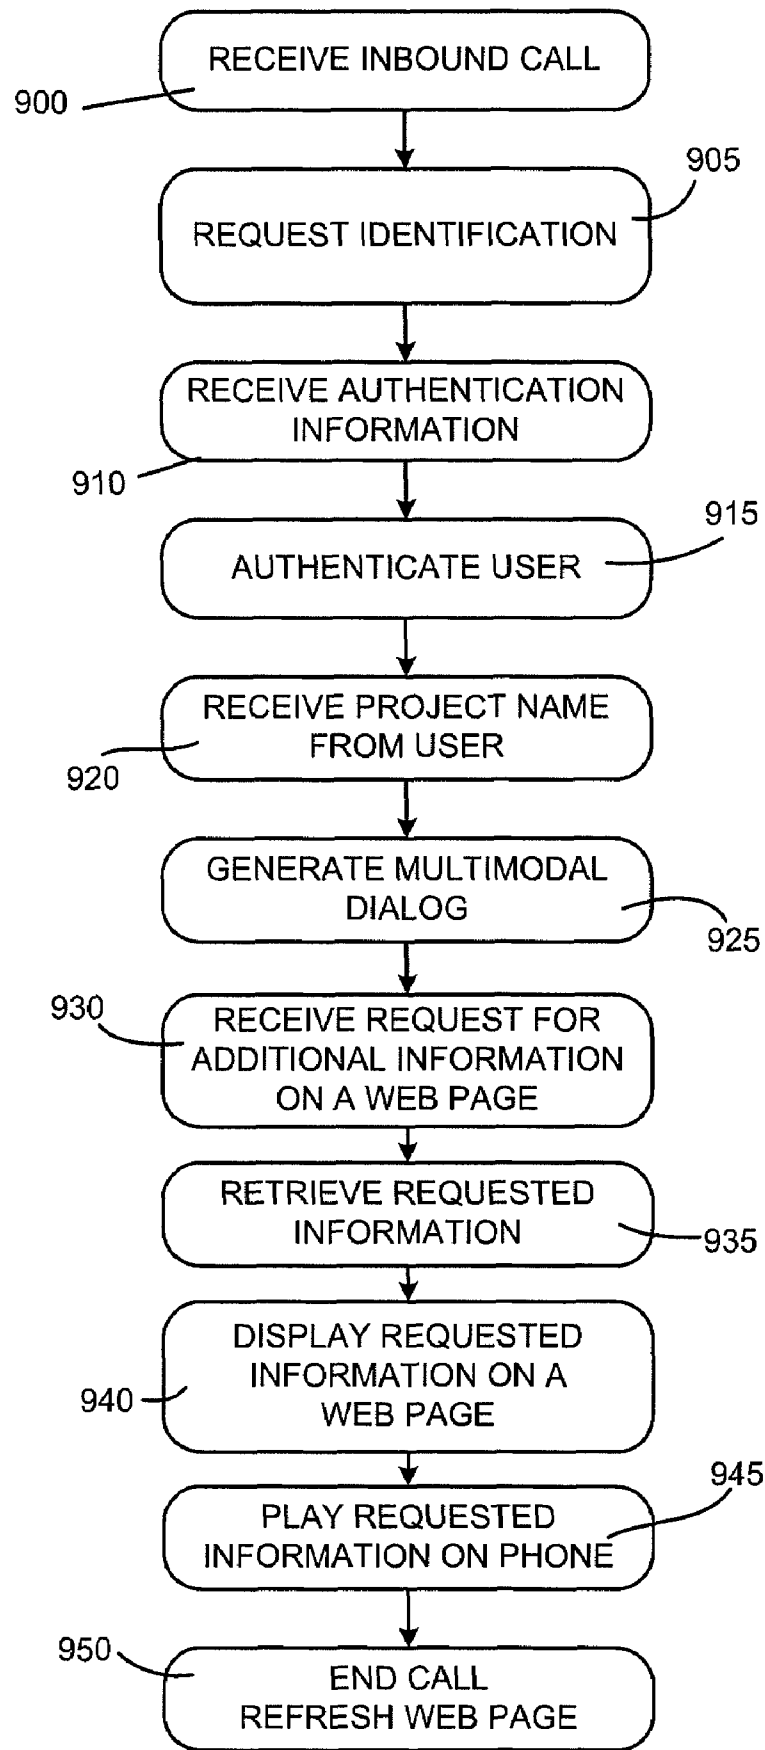 RECEIVE INBOUND CALL
900
905
REQUEST IDENTIFICATION
RECEIVE AUTHENTICATION
INFORMATION
910
915
AUTHENTICATE USER
RECEIVE PROJECT NAME
FROM USER
920
GENERATE MULTIMODAL
DIALOG
925
930
RECEIVE REQUEST FOR
ADDITIONAL INFORMATION
ON A WEB PAGE
RETRIEVE REQUESTED
INFORMATION
935
DISPLAY REQUESTED
INFORMATION ON A
WEB PAGE
940
945
PLAY REQUESTED
INFORMATION ON PHONE
950
END CALL
REFRESH WEB PAGE